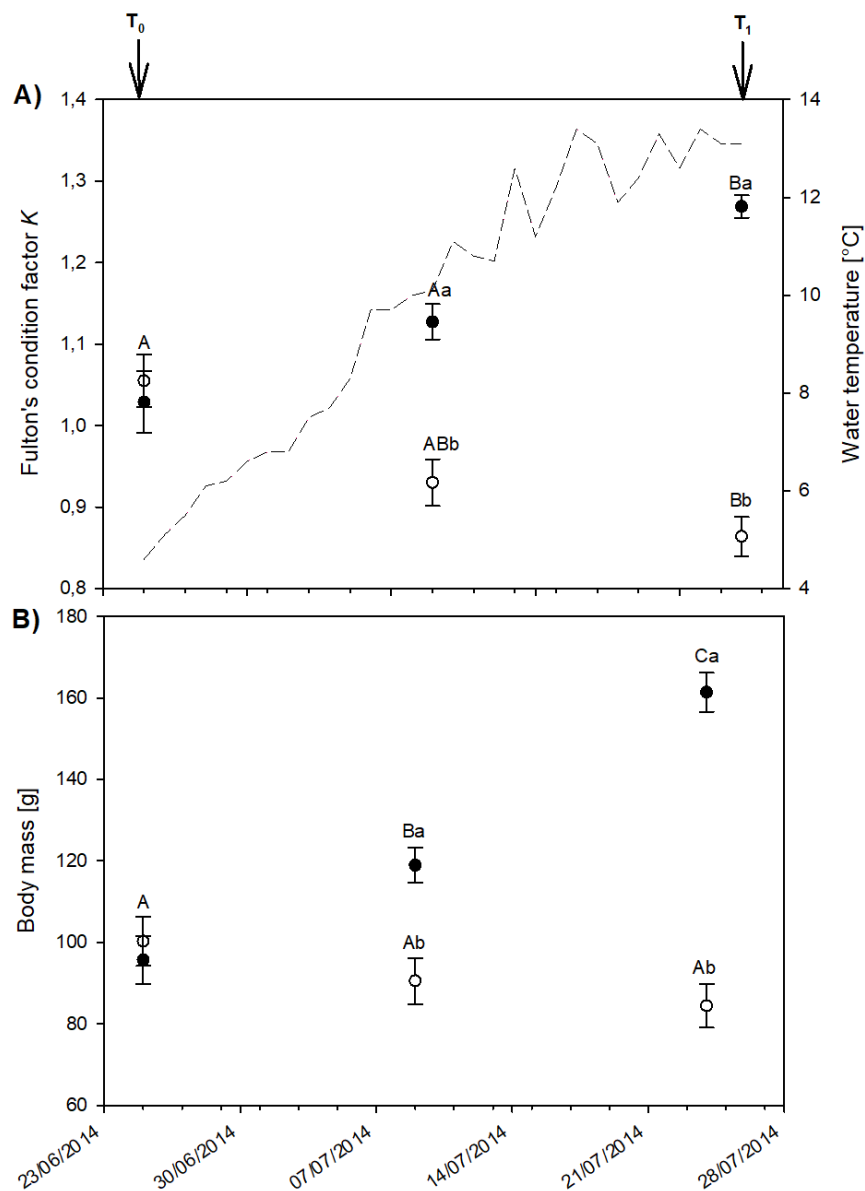 T0 T1
A)
1,4 14
1,3
12
Ba
1,2
Aa
10
1,1
A
8
1,0
ABb
6
0,9
Bb
0,8 4
Fulton's condition factor K
Water temperature [°C]
B)
180
Ca
160
140
120
Ba
A
100
Ab
Ab
80
60
Body mass [g]
23/06/2014 30/06/2014 07/07/2014 14/07/2014 21/07/2014 28/07/2014